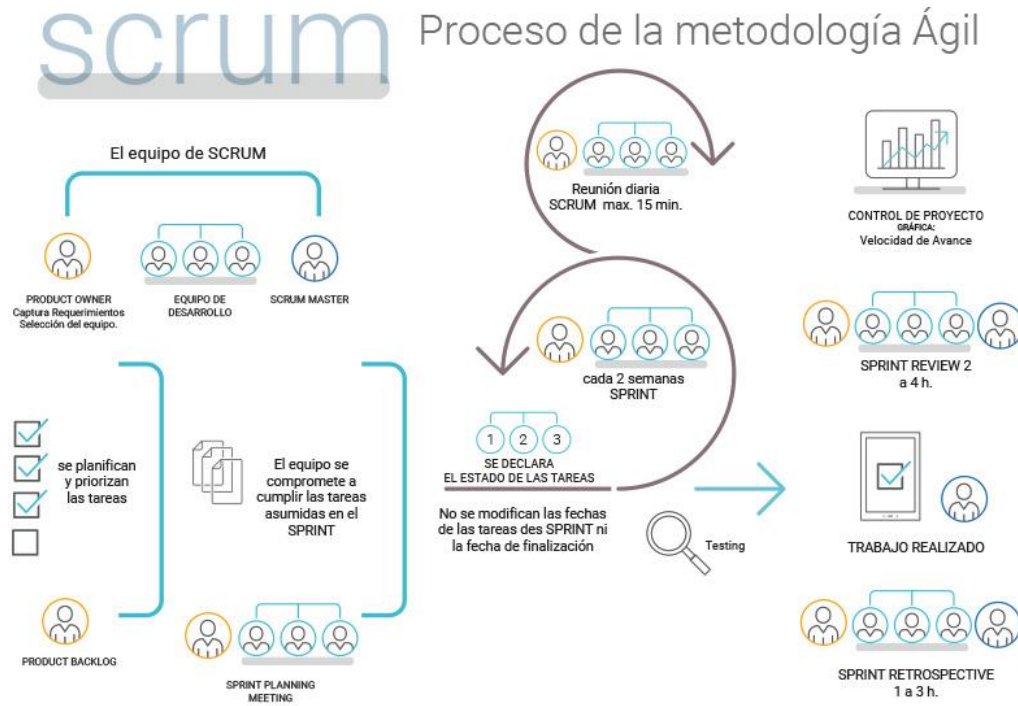 scrum
Proceso de la metodología Ágil
El equipo de SCRUM
PRODUCT OWNER
Captura Requerimientos
Selección del equipo.
EQUIPO DE
DESARROLLO
SCRUM MASTER
se planifican
y priorizan
las tareas
PRODUCT BACKLOG
El equipo se
compromete a
cumplir las tareas
asumidas en el
SPRINT
SPRINT PLANNING
MEETING
Reunión diaria
SCRUM max. 15 min.
cada 2 semanas
SPRINT
1 2 3
SE DECLARA
EL ESTADO DE LAS TAREAS
No se modifican las fechas
de las tareas des SPRINT ni
la fecha de finalización
Testing
CONTROL DE PROYECTO
GRÁFICA:
Velocidad de Avance
SPRINT REVIEW 2
a 4 h.
TRABAJO REALIZADO
SPRINT RETROSPECTIVE
1 a 3 h.